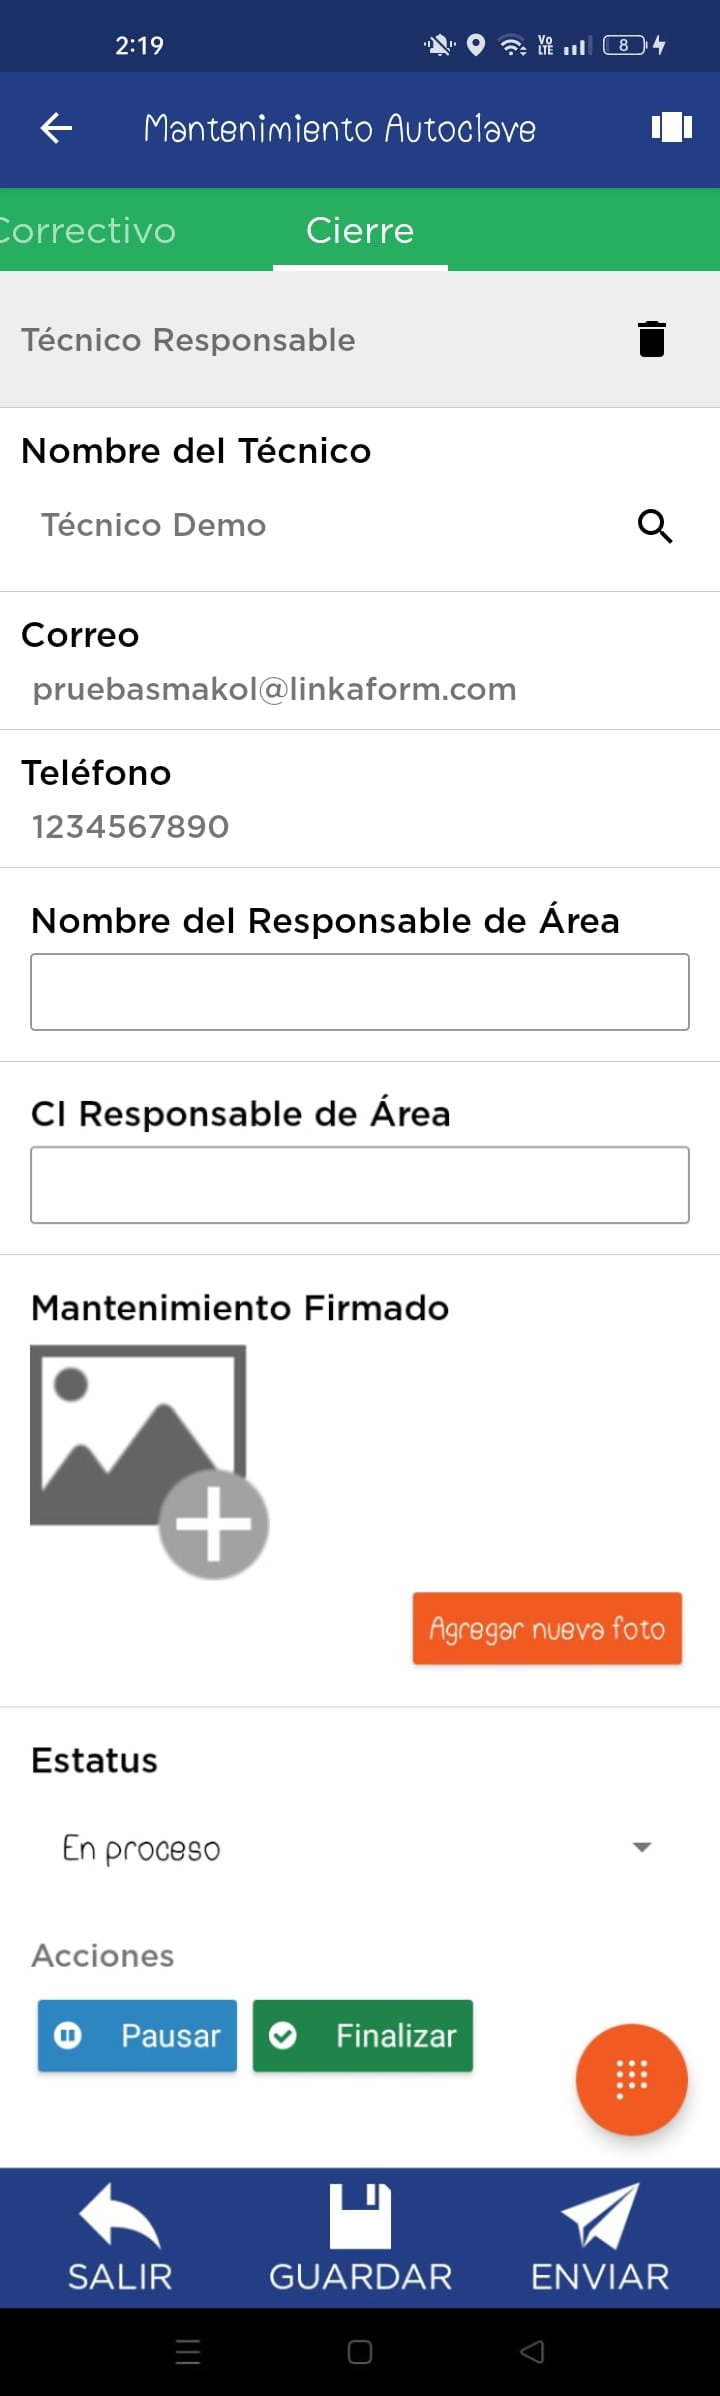 2:19
Vo
LTE
8
Mantenimiento Autoclave
Correctivo
Cierre
Técnico Responsable
Nombre del Técnico
Técnico Demo
Correo
pruebasmakol@linkaform.com
Teléfono
1234567890
Nombre del Responsable de Área
CI Responsable de Área
Mantenimiento Firmado
Agregar nueva foto
Estatus
En proceso
Acciones
Pausar
Finalizar
SALIR
GUARDAR
ENVIAR